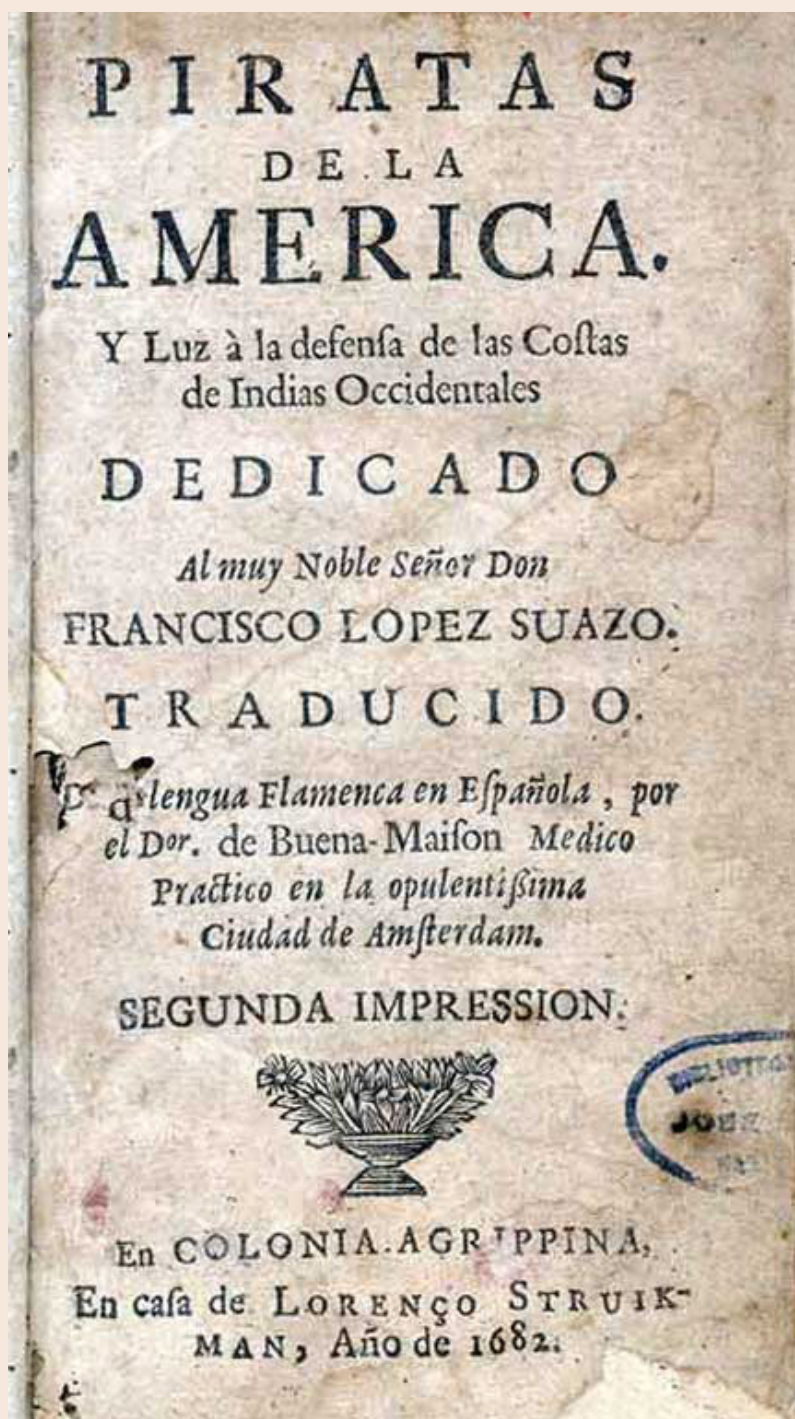 PIRATAS
DE LA
AMERICA.
Y Luz à la defenſa de las Coſtas
de Indias Occidentales
DEDICADO
Al muy Noble Señor Don
FRANCISCO LOPEZ SUAZO.
TRADUCIDO.
lengua Flamenca en Eſpañola, por
el Dor. de Buena-Maiſon Medico
Practico en la opulentiſsima
Ciudad de Amſterdam.
SEGUNDA IMPRESSION.
En COLONIA AGRIPPINA,
En caſa de LORENÇO STRUIK-
MAN, Año de 1682.